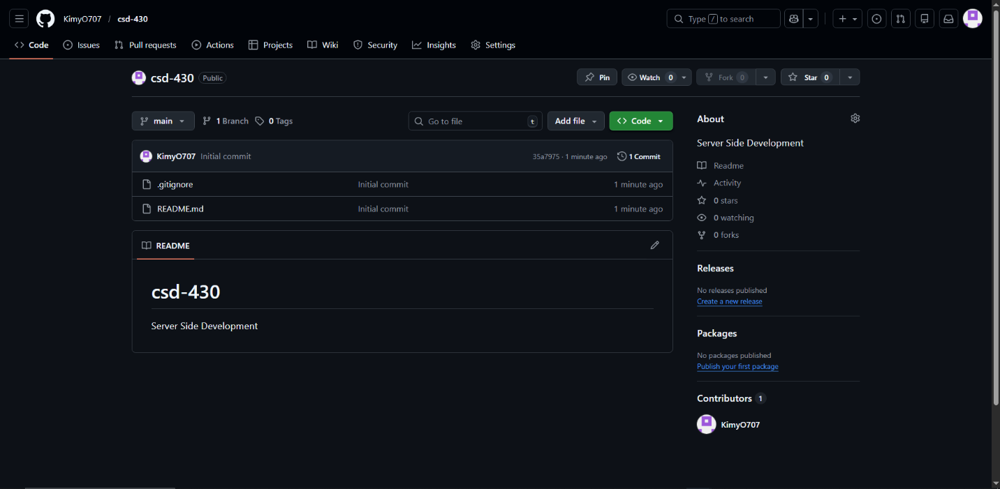 KimyO707 / csd-430
Type / to search
Code Issues Pull requests Actions Projects Wiki Security Insights Settings
csd-430 Public
Pin Watch 0 Fork 0 Star 0
main 1 Branch 0 Tags Go to file t Add file Code
KimyO707 Initial commit 35a7975 · 1 minute ago 1 Commit
.gitignore Initial commit 1 minute ago
README.md Initial commit 1 minute ago
README
csd-430
Server Side Development
About
Server Side Development
Readme
Activity
0 stars
0 watching
0 forks
Releases
No releases published
Create a new release
Packages
No packages published
Publish your first package
Contributors 1
KimyO707